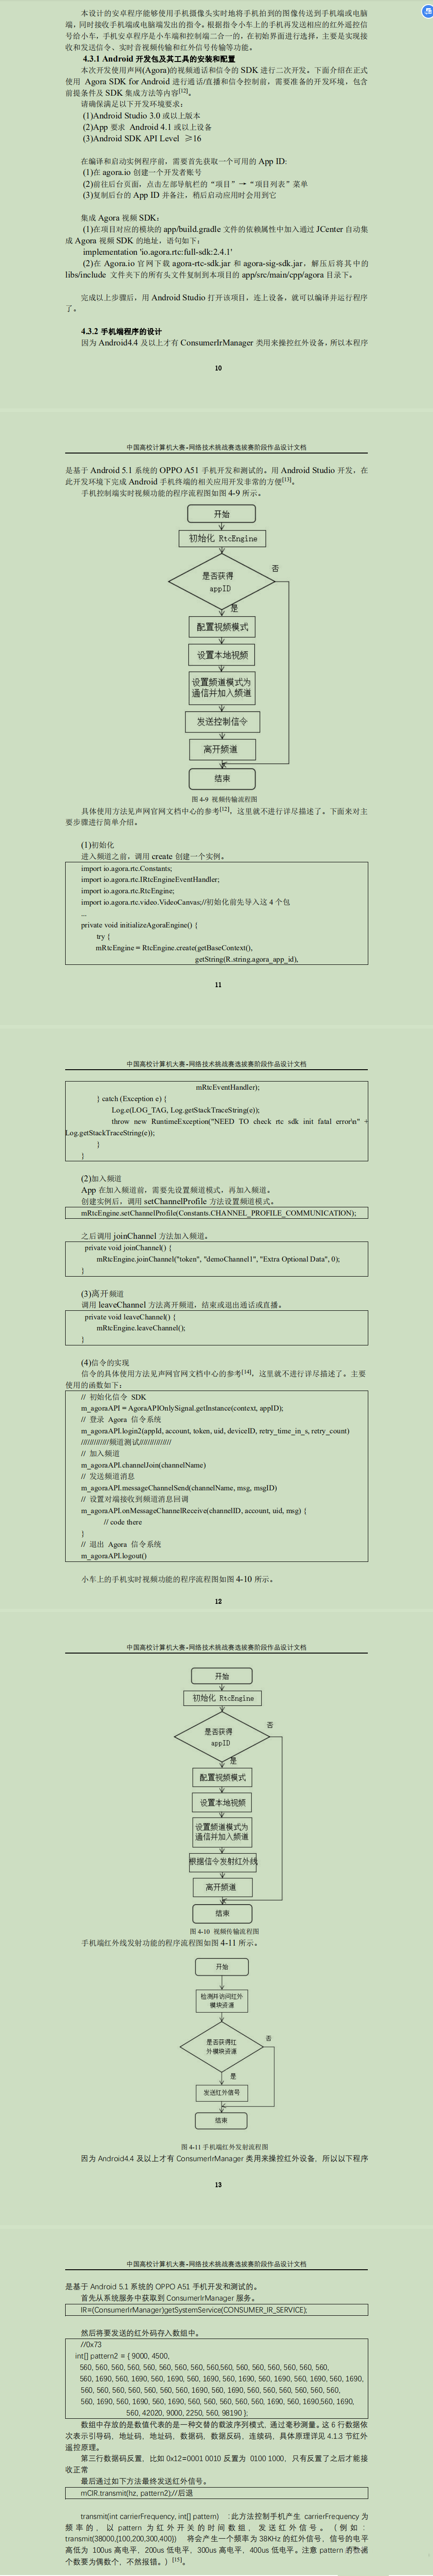 本设计的安卓程序能够使用手机摄像头实时地将手机拍到的图像传送到手机端或电脑
端，同时接收手机端或电脑端发出的指令。根据指令小车上的手机再发送相应的红外遥控信
号给小车，手机安卓程序是小车端和控制端二合一的，在初始界面进行选择，主要是实现接
收和发送信令、实时音视频传输和红外信号传输等功能。
4.3.1 Android 开发包及其工具的安装和配置
本次开发使用声网(Agora)的视频通话和信令的 SDK 进行二次开发。下面介绍在正式
使用 Agora SDK for Android 进行通话/直播和信令控制前，需要准备的开发环境，包含
前提条件及 SDK 集成方法等内容[12]。
请确保满足以下开发环境要求:
(1)Android Studio 3.0 或以上版本
(2)App 要求 Android 4.1 或以上设备
(3)Android SDK API Level ≥16
在编译和启动实例程序前，需要首先获取一个可用的 App ID:
(1)在 agora.io 创建一个开发者账号
(2)前往后台页面，点击左部导航栏的“项目”→“项目列表”菜单
(3)复制后台的 App ID 并备注，稍后启动应用时会用到它
集成 Agora 视频 SDK:
(1)在项目对应的模块的 app/build.gradle 文件的依赖属性中加入通过 JCenter 自动集
成 Agora 视频 SDK 的地址，语句如下:
implementation 'io.agora.rtc:full-sdk:2.4.1'
(2)在 Agora.io 官网下载 agora-rtc-sdk.jar 和 agora-sig-sdk.jar，解压后将其中的
libs/include 文件夹下的所有头文件复制到本项目的 app/src/main/cpp/agora 目录下。
完成以上步骤后，用 Android Studio 打开该项目，连上设备，就可以编译并运行程序
了。
4.3.2 手机端程序的设计
因为 Android4.4 及以上才有 ConsumerIrManager 类用来操控红外设备，所以本程序
10
中国高校计算机大赛-网络技术挑战赛选拔赛阶段作品设计文档
是基于 Android 5.1 系统的 OPPO A51 手机开发和测试的。用 Android Studio 开发，在
此开发环境下完成 Android 手机终端的相关应用开发非常的方便[13]。
手机控制端实时视频功能的程序流程图如图 4-9 所示。
开始
初始化 RtcEngine
是否获得
appID
否
是
配置视频模式
设置本地视频
设置频道模式为
通信并加入频道
发送控制信令
离开频道
结束
图 4-9 视频传输流程图
具体使用方法见声网官网文档中心的参考[12]，这里就不进行详尽描述了。下面来对主
要步骤进行简单介绍。
(1)初始化
进入频道之前，调用 create 创建一个实例。
import io.agora.rtc.Constants;
import io.agora.rtc.IRtcEngineEventHandler;
import io.agora.rtc.RtcEngine;
import io.agora.rtc.video.VideoCanvas;//初始化前先导入这 4 个包
...
private void initializeAgoraEngine() {
try {
mRtcEngine = RtcEngine.create(getBaseContext(),
getString(R.string.agora_app_id),
11
中国高校计算机大赛-网络技术挑战赛选拔赛阶段作品设计文档
mRtcEventHandler);
} catch (Exception e) {
Log.e(LOG_TAG, Log.getStackTraceString(e));
throw new RuntimeException("NEED TO check rtc sdk init fatal error\n" +
Log.getStackTraceString(e));
}
}
(2)加入频道
App 在加入频道前，需要先设置频道模式，再加入频道。
创建实例后，调用 setChannelProfile 方法设置频道模式。
mRtcEngine.setChannelProfile(Constants.CHANNEL_PROFILE_COMMUNICATION);
之后调用 joinChannel 方法加入频道。
private void joinChannel() {
mRtcEngine.joinChannel("token", "demoChannel1", "Extra Optional Data", 0);
}
(3)离开频道
调用 leaveChannel 方法离开频道，结束或退出通话或直播。
private void leaveChannel() {
mRtcEngine.leaveChannel();
}
(4)信令的实现
信令的具体使用方法见声网官网文档中心的参考[14]，这里就不进行详尽描述了。主要
使用的函数如下:
// 初始化信令 SDK
m_agoraAPI = AgoraAPIOnlySignal.getInstance(context, appID);
// 登录 Agora 信令系统
m_agoraAPI.login2(appId, account, token, uid, deviceID, retry_time_in_s, retry_count)
/////////////频道测试///////////////
// 加入频道
m_agoraAPI.channelJoin(channelName)
// 发送频道消息
m_agoraAPI.messageChannelSend(channelName, msg, msgID)
// 设置对端接收到频道消息回调
m_agoraAPI.onMessageChannelReceive(channelID, account, uid, msg) {
// code there
}
// 退出 Agora 信令系统
m_agoraAPI.logout()
小车上的手机实时视频功能的程序流程图如图 4-10 所示。
12
中国高校计算机大赛-网络技术挑战赛选拔赛阶段作品设计文档
开始
初始化 RtcEngine
是否获得
appID
否
是
配置视频模式
设置本地视频
设置频道模式为
通信并加入频道
根据信令发射红外线
离开频道
结束
图 4-10 视频传输流程图
手机端红外线发射功能的程序流程图如图 4-11 所示。
开始
检测并访问红外
模块资源
是否获得红
外模块资源
否
是
发送红外信号
结束
图 4-11 手机端红外发射流程图
因为 Android4.4 及以上才有 ConsumerIrManager 类用来操控红外设备，所以以下程序
13
中国高校计算机大赛-网络技术挑战赛选拔赛阶段作品设计文档
是基于 Android 5.1 系统的 OPPO A51 手机开发和测试的。
首先从系统服务中获取到 ConsumerIrManager 服务。
IR=(ConsumerIrManager)getSystemService(CONSUMER_IR_SERVICE);
然后将要发送的红外码存入数组中。
//0x73
int[] pattern2 = { 9000, 4500,
560, 560, 560, 560, 560, 560, 560, 560, 560,560, 560, 560, 560, 560, 560, 560,
560, 1690, 560, 1690, 560, 1690, 560, 1690, 560, 1690, 560, 1690, 560, 1690, 560, 1690,
560, 560, 560, 560, 560, 560, 560, 1690, 560, 1690, 560, 560, 560, 560, 560, 560,
560, 1690, 560, 1690, 560, 1690, 560, 560, 560, 560, 560, 1690, 560, 1690,560, 1690,
560, 42020, 9000, 2250, 560, 98190 };
数组中存放的是数值代表的是一种交替的载波序列模式，通过毫秒测量。这 6 行数据依
次表示引导码，地址码，地址码，数据码，数据反码，连续码，具体原理详见 4.1.3 节红外
遥控原理。
第三行数据码反置，比如 0x12=0001 0010 反置为 0100 1000，只有反置了之后才能接
收正常
最后通过如下方法最终发送红外信号。
mCIR.transmit(hz, pattern2);//后退
transmit(int carrierFrequency, int[] pattern) :此方法控制手机产生 carrierFrequency 为
频率的，以 pattern 为红外开关的时间数组，发送红外信号。(例如:
transmit(38000,{100,200,300,400}) 将会产生一个频率为 38KHz 的红外信号，信号的电平
高低为 100us 高电平，200us 低电平，300us 高电平，400us 低电平。注意 pattern
个数要为偶数个，不然报错。) [15]。